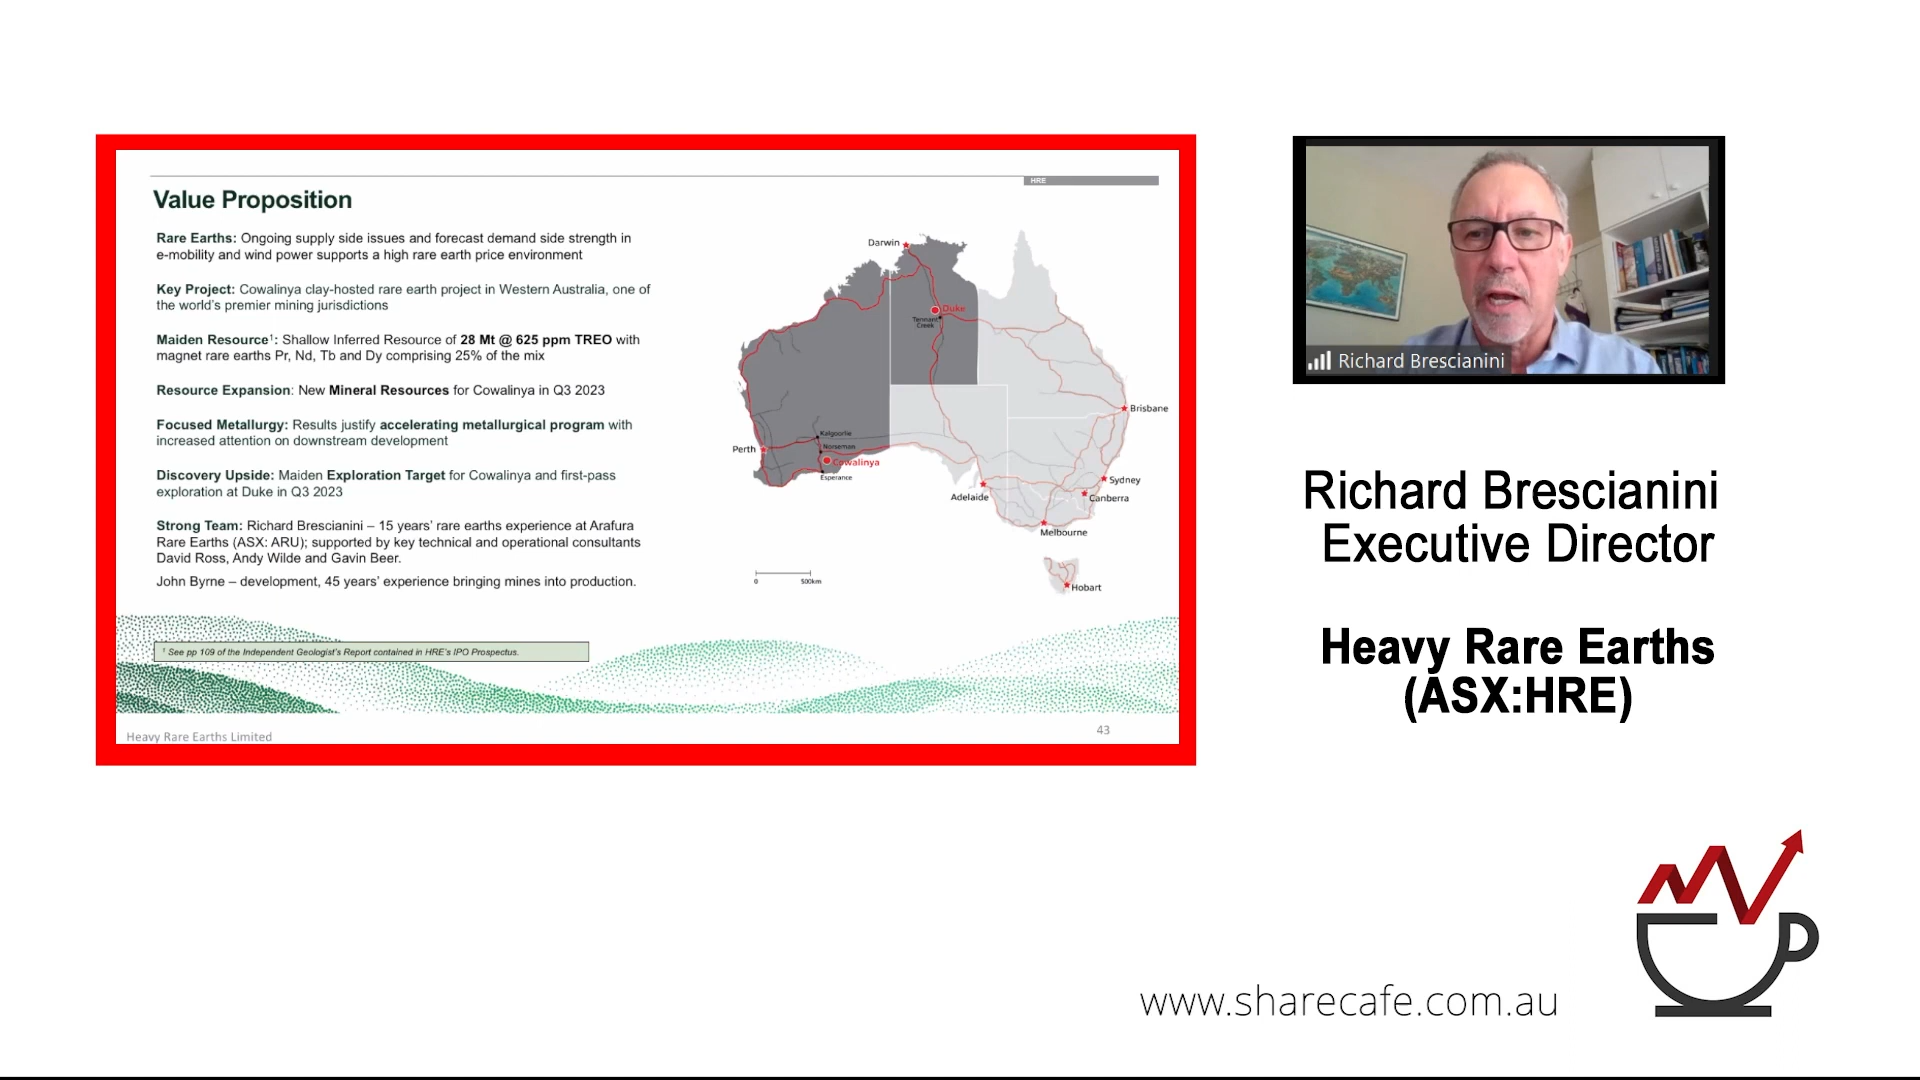 HRE
Value Proposition
Rare Earths: Ongoing supply side issues and forecast demand side strength in
e-mobility and wind power supports a high rare earth price environment
Key Project: Cowalinya clay-hosted rare earth project in Western Australia, one of
the world's premier mining jurisdictions
Maiden Resource¹: Shallow Inferred Resource of 28 Mt @ 625 ppm TREO with
magnet rare earths Pr, Nd, Tb and Dy comprising 25% of the mix
Resource Expansion: New Mineral Resources for Cowalinya in Q3 2023
Focused Metallurgy: Results justify accelerating metallurgical program with
increased attention on downstream development
Discovery Upside: Maiden Exploration Target for Cowalinya and first-pass
exploration at Duke in Q3 2023
Strong Team: Richard Brescianini – 15 years' rare earths experience at Arafura
Rare Earths (ASX: ARU); supported by key technical and operational consultants
David Ross, Andy Wilde and Gavin Beer.
John Byrne – development, 45 years' experience bringing mines into production.
Darwin
Duke
Tennant
Creek
Brisbane
Kalgoorlie
Perth
Norseman
Cowalinya
Esperance
Sydney
Adelaide
Canberra
Melbourne
0 500km
Hobart
¹ See pp 109 of the Independent Geologist's Report contained in HRE's IPO Prospectus.
Heavy Rare Earths Limited
43
Richard Brescianini
Richard Brescianini
Executive Director
Heavy Rare Earths
(ASX:HRE)
www.sharecafe.com.au